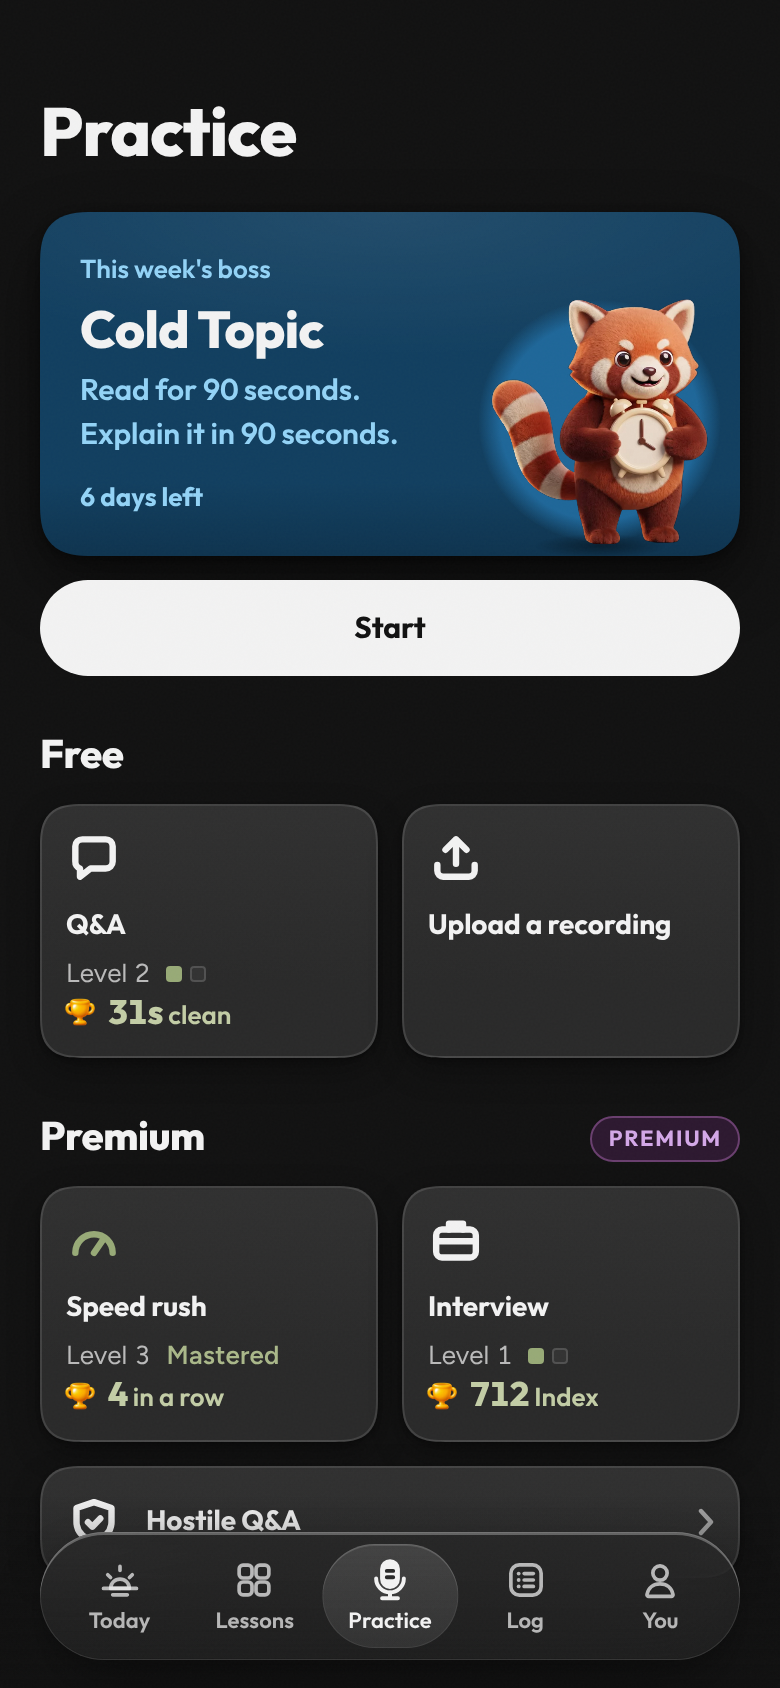 Practice
This week's boss
Cold Topic
Read for 90 seconds.
Explain it in 90 seconds.
6 days left
Start
Free
Q&A
Level 2
31s clean
Upload a recording
Premium
PREMIUM
Speed rush
Level 3 Mastered
4 in a row
Interview
Level 1
712 Index
Hostile Q&A
Today
Lessons
Practice
Log
You